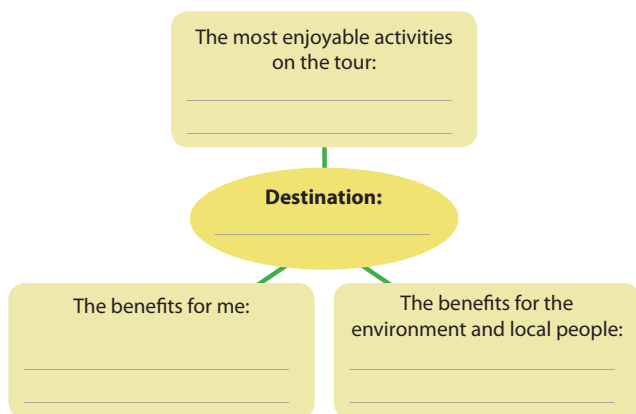 The most enjoyable activities
on the tour:
Destination:
The benefits for me:
The benefits for the
environment and local people: